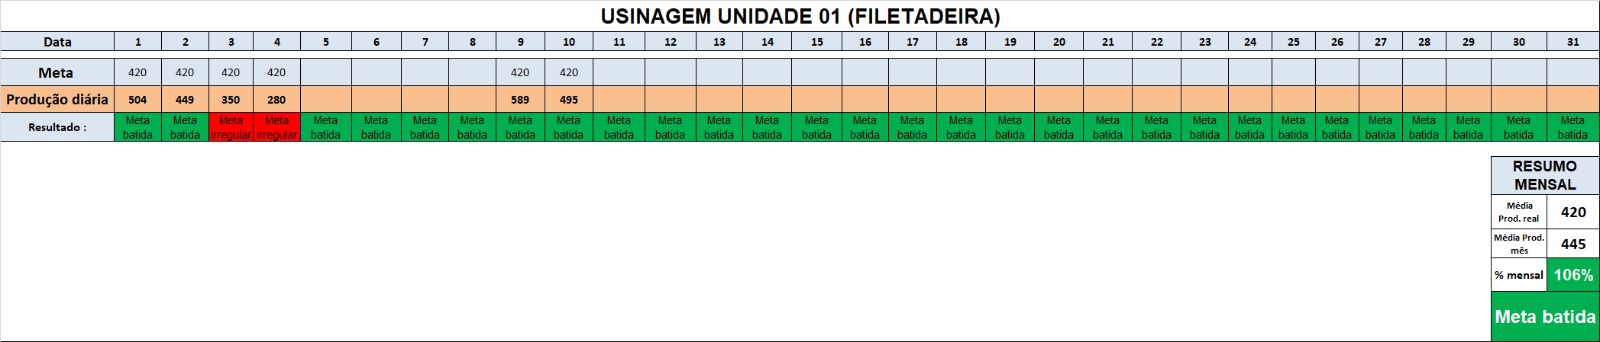 USINAGEM UNIDADE 01 (FILETADEIRA)
Data 1 2 3 4 5 6 7 8 9 10 11 12 13 14 15 16 17 18 19 20 21 22 23 24 25 26 27 28 29 30 31
Meta 420 420 420 420 420 420
Produção diária 504 449 350 280 589 495
Meta Meta Meta Meta Meta Meta Meta Meta Meta Meta Meta Meta Meta Meta Meta Meta Meta Meta Meta Meta Meta Meta Meta Meta Meta Meta Meta Meta Meta Meta Meta
Resultado : batida batida irregular irregular batida batida batida batida batida batida batida batida batida batida batida batida batida batida batida batida batida batida batida batida batida batida batida batida batida batida batida
RESUMO
MENSAL
Média
Prod. real 420
Média Prod.
mês 445
% mensal 106%
Meta batida